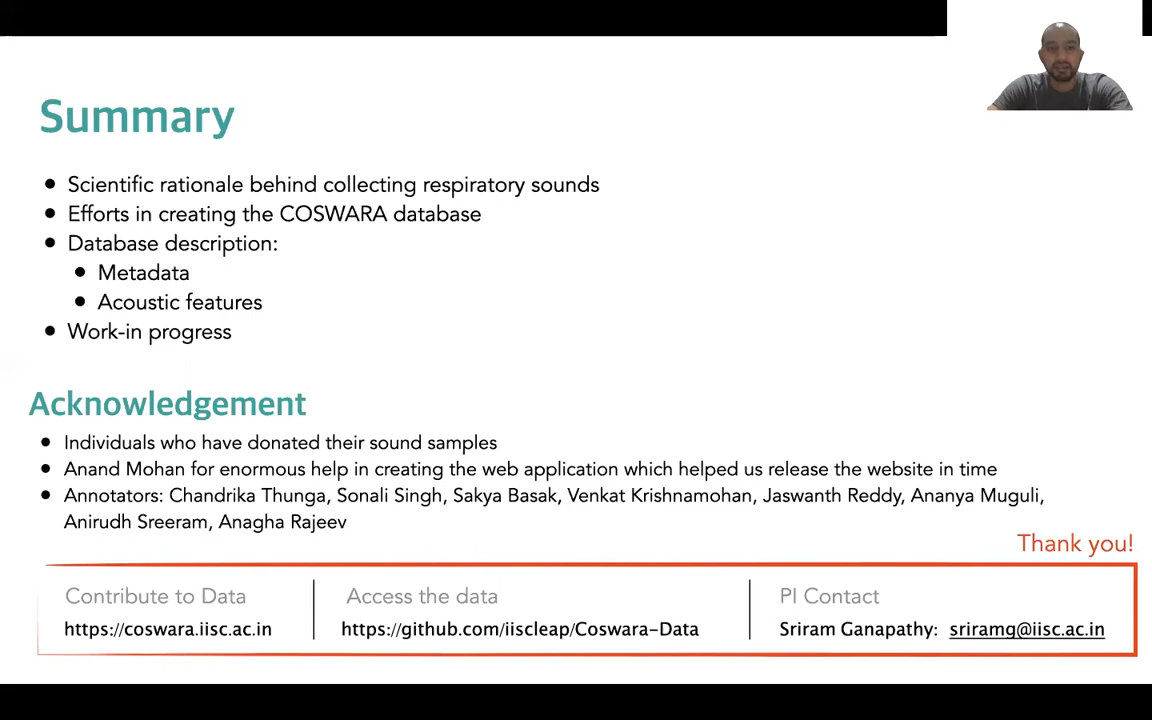 Summary
• Scientific rationale behind collecting respiratory sounds
• Efforts in creating the COSWARA database
• Database description:
• Metadata
• Acoustic features
• Work-in progress
Acknowledgement
• Individuals who have donated their sound samples
• Anand Mohan for enormous help in creating the web application which helped us release the website in time
• Annotators: Chandrika Thunga, Sonali Singh, Sakya Basak, Venkat Krishnamohan, Jaswanth Reddy, Ananya Muguli,
Anirudh Sreeram, Anagha Rajeev
Thank you!
Contribute to Data
https://coswara.iisc.ac.in
Access the data
https://github.com/iiscleap/Coswara-Data
PI Contact
Sriram Ganapathy: sriramg@iisc.ac.in